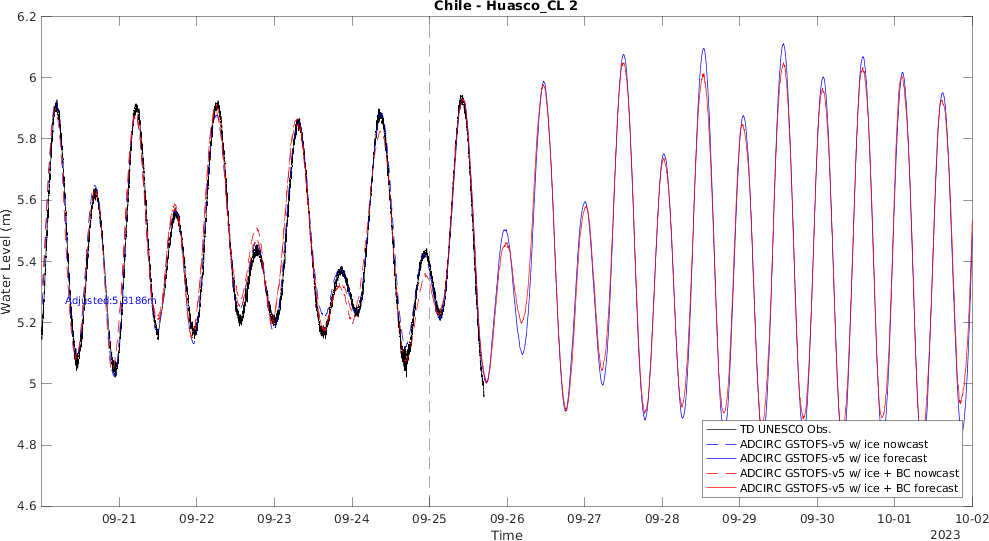 Chile - Huasco_CL 2
6.2
6
5.8
5.6
5.4
5.2
5
4.8
4.6
Water Level (m)
Adjusted:5.3186m
TD UNESCO Obs.
ADCIRC GSTOFS-v5 w/ ice nowcast
ADCIRC GSTOFS-v5 w/ ice forecast
ADCIRC GSTOFS-v5 w/ ice + BC nowcast
ADCIRC GSTOFS-v5 w/ ice + BC forecast
09-21 09-22 09-23 09-24 09-25 09-26 09-27 09-28 09-29 09-30 10-01 10-02
Time
2023